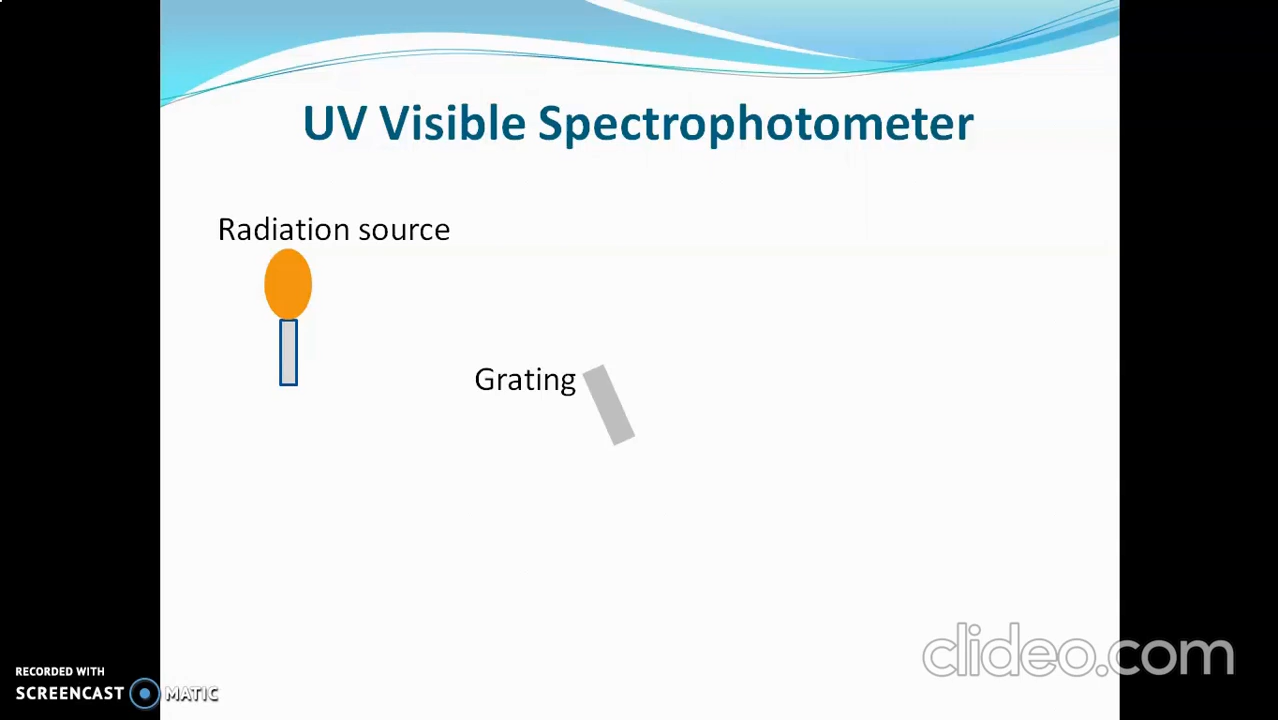 UV Visible Spectrophotometer
Radiation source
Grating
clideo.com
RECORDED WITH
SCREENCAST MATIC